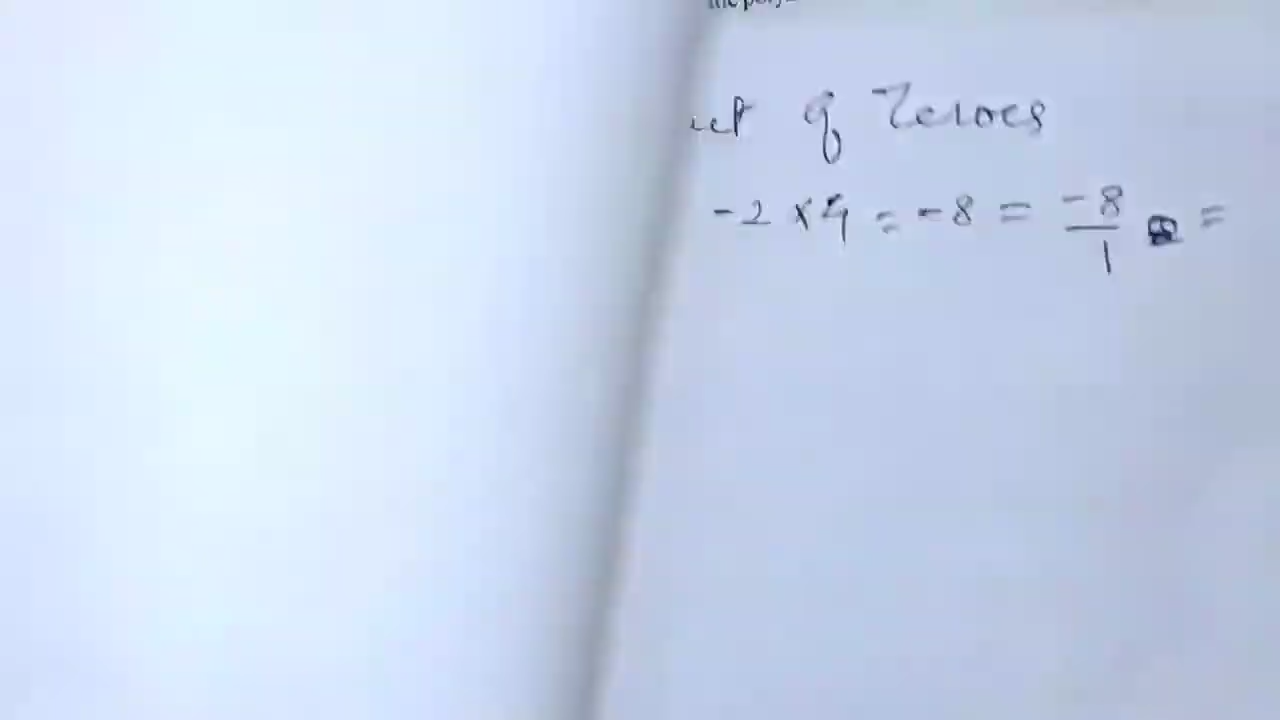 of Zeroes
-2 × 4 = -8 = -8/1 =